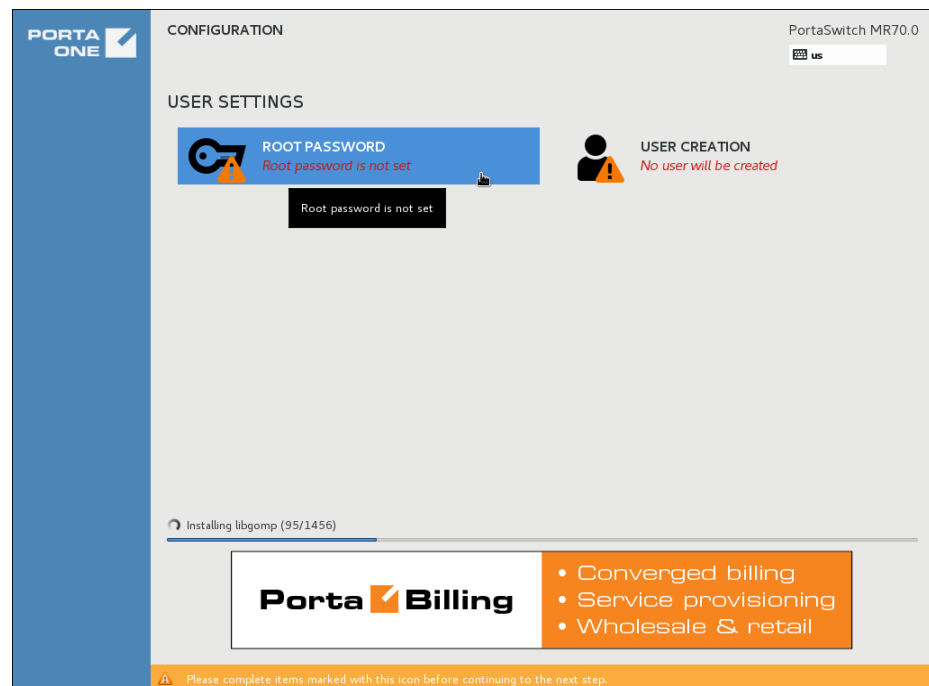 PORTA
ONE
CONFIGURATION
PortaSwitch MR70.0
us
USER SETTINGS
ROOT PASSWORD
Root password is not set
USER CREATION
No user will be created
Root password is not set
Installing libgomp (95/1456)
Porta Billing
• Converged billing
• Service provisioning
• Wholesale & retail
Please complete items marked with this icon before continuing to the next step.